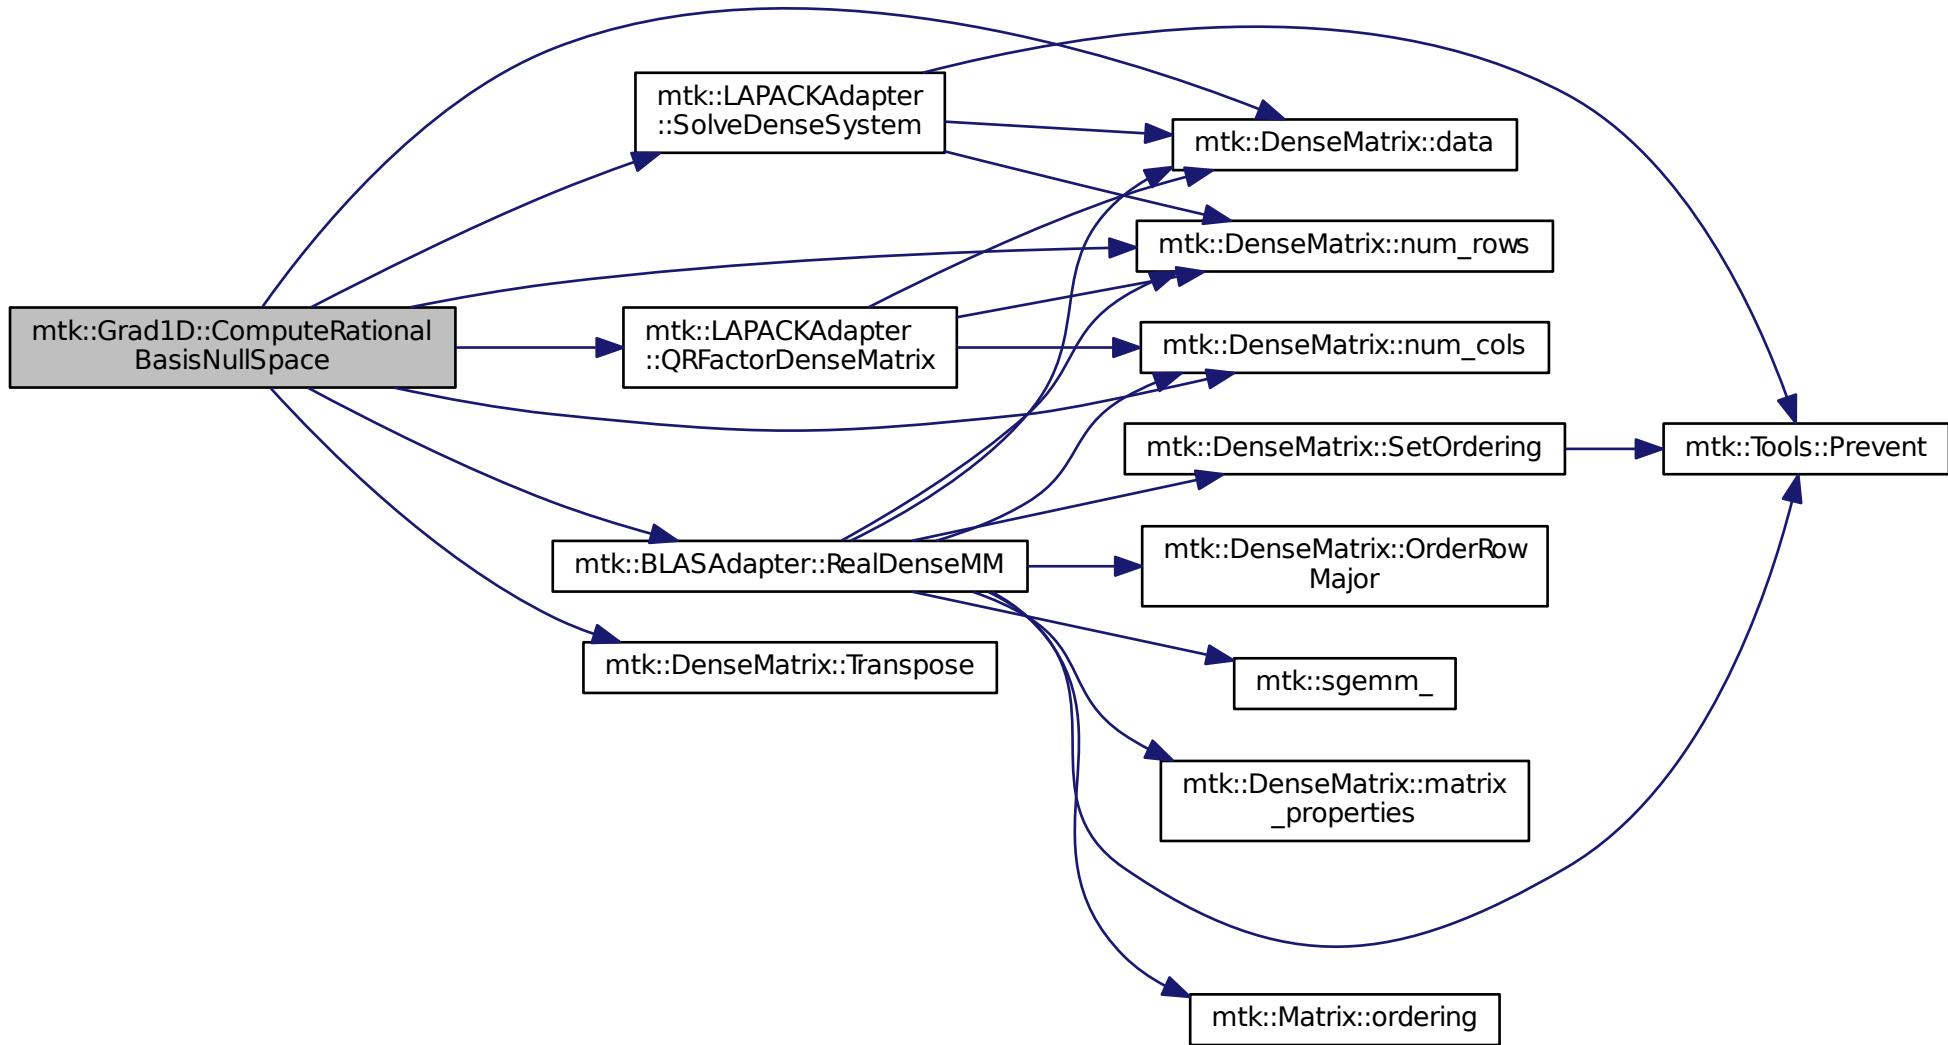 mtk::Grad1D::ComputeRational
BasisNullSpace
mtk::LAPACKAdapter
::SolveDenseSystem
mtk::LAPACKAdapter
::QRFactorDenseMatrix
mtk::BLASAdapter::RealDenseMM
mtk::DenseMatrix::Transpose
mtk::DenseMatrix::data
mtk::DenseMatrix::num_rows
mtk::DenseMatrix::num_cols
mtk::DenseMatrix::SetOrdering
mtk::DenseMatrix::OrderRow
Major
mtk::sgemm_
mtk::DenseMatrix::matrix
_properties
mtk::Matrix::ordering
mtk::Tools::Prevent